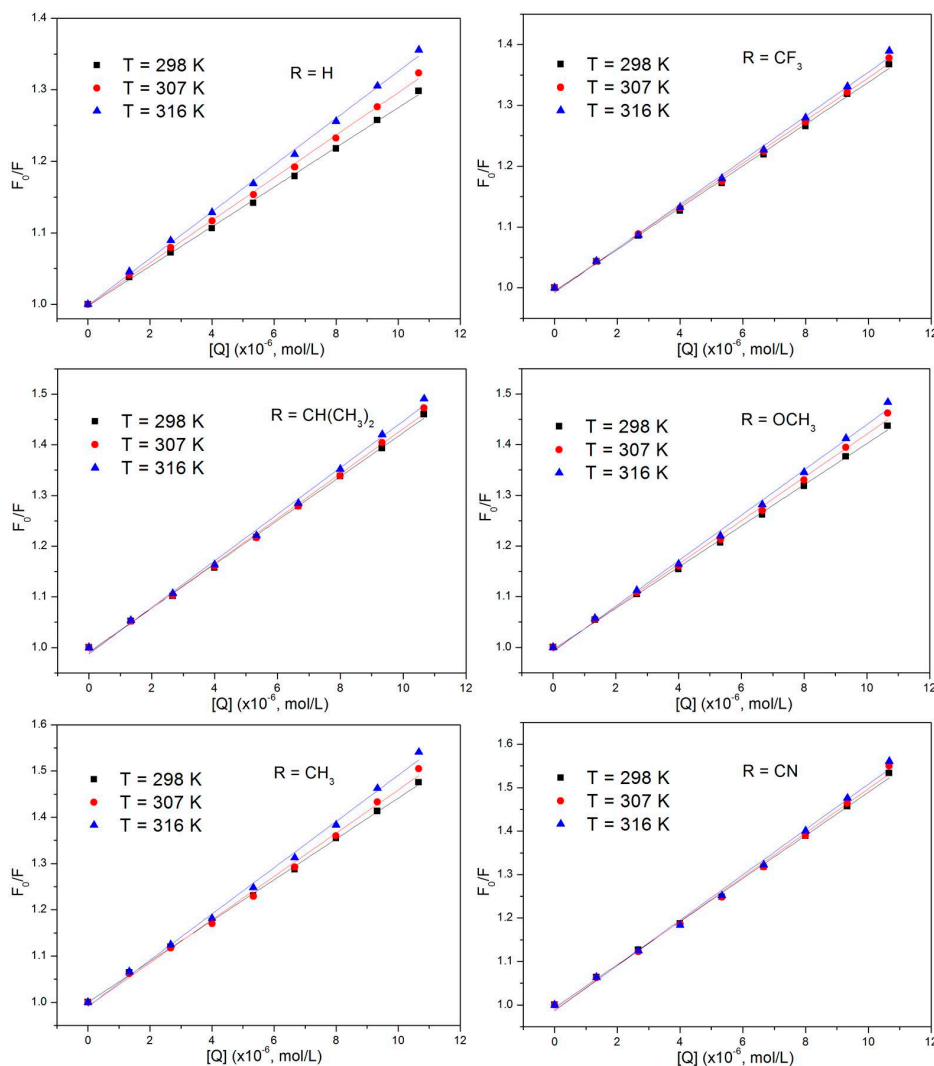 1.4
1.3
1.2
1.1
1.0
F₀/F
T = 298 K
T = 307 K
T = 316 K
R = H
0 2 4 6 8 10 12
[Q] (x10⁻⁶, mol/L)
1.4
1.3
1.2
1.1
1.0
F₀/F
T = 298 K
T = 307 K
T = 316 K
R = CF₃
0 2 4 6 8 10 12
[Q] (x10⁻⁶, mol/L)
1.5
1.4
1.3
1.2
1.1
1.0
F₀/F
T = 298 K
T = 307 K
T = 316 K
R = CH(CH₃)₂
0 2 4 6 8 10 12
[Q] (x10⁻⁶, mol/L)
1.5
1.4
1.3
1.2
1.1
1.0
F₀/F
T = 298 K
T = 307 K
T = 316 K
R = OCH₃
0 2 4 6 8 10 12
[Q] (x10⁻⁶, mol/L)
1.6
1.5
1.4
1.3
1.2
1.1
1.0
F₀/F
T = 298 K
T = 307 K
T = 316 K
R = CH₃
0 2 4 6 8 10 12
[Q] (x10⁻⁶, mol/L)
1.6
1.5
1.4
1.3
1.2
1.1
1.0
F₀/F
T = 298 K
T = 307 K
T = 316 K
R = CN
0 2 4 6 8 10 12
[Q] (x10⁻⁶, mol/L)